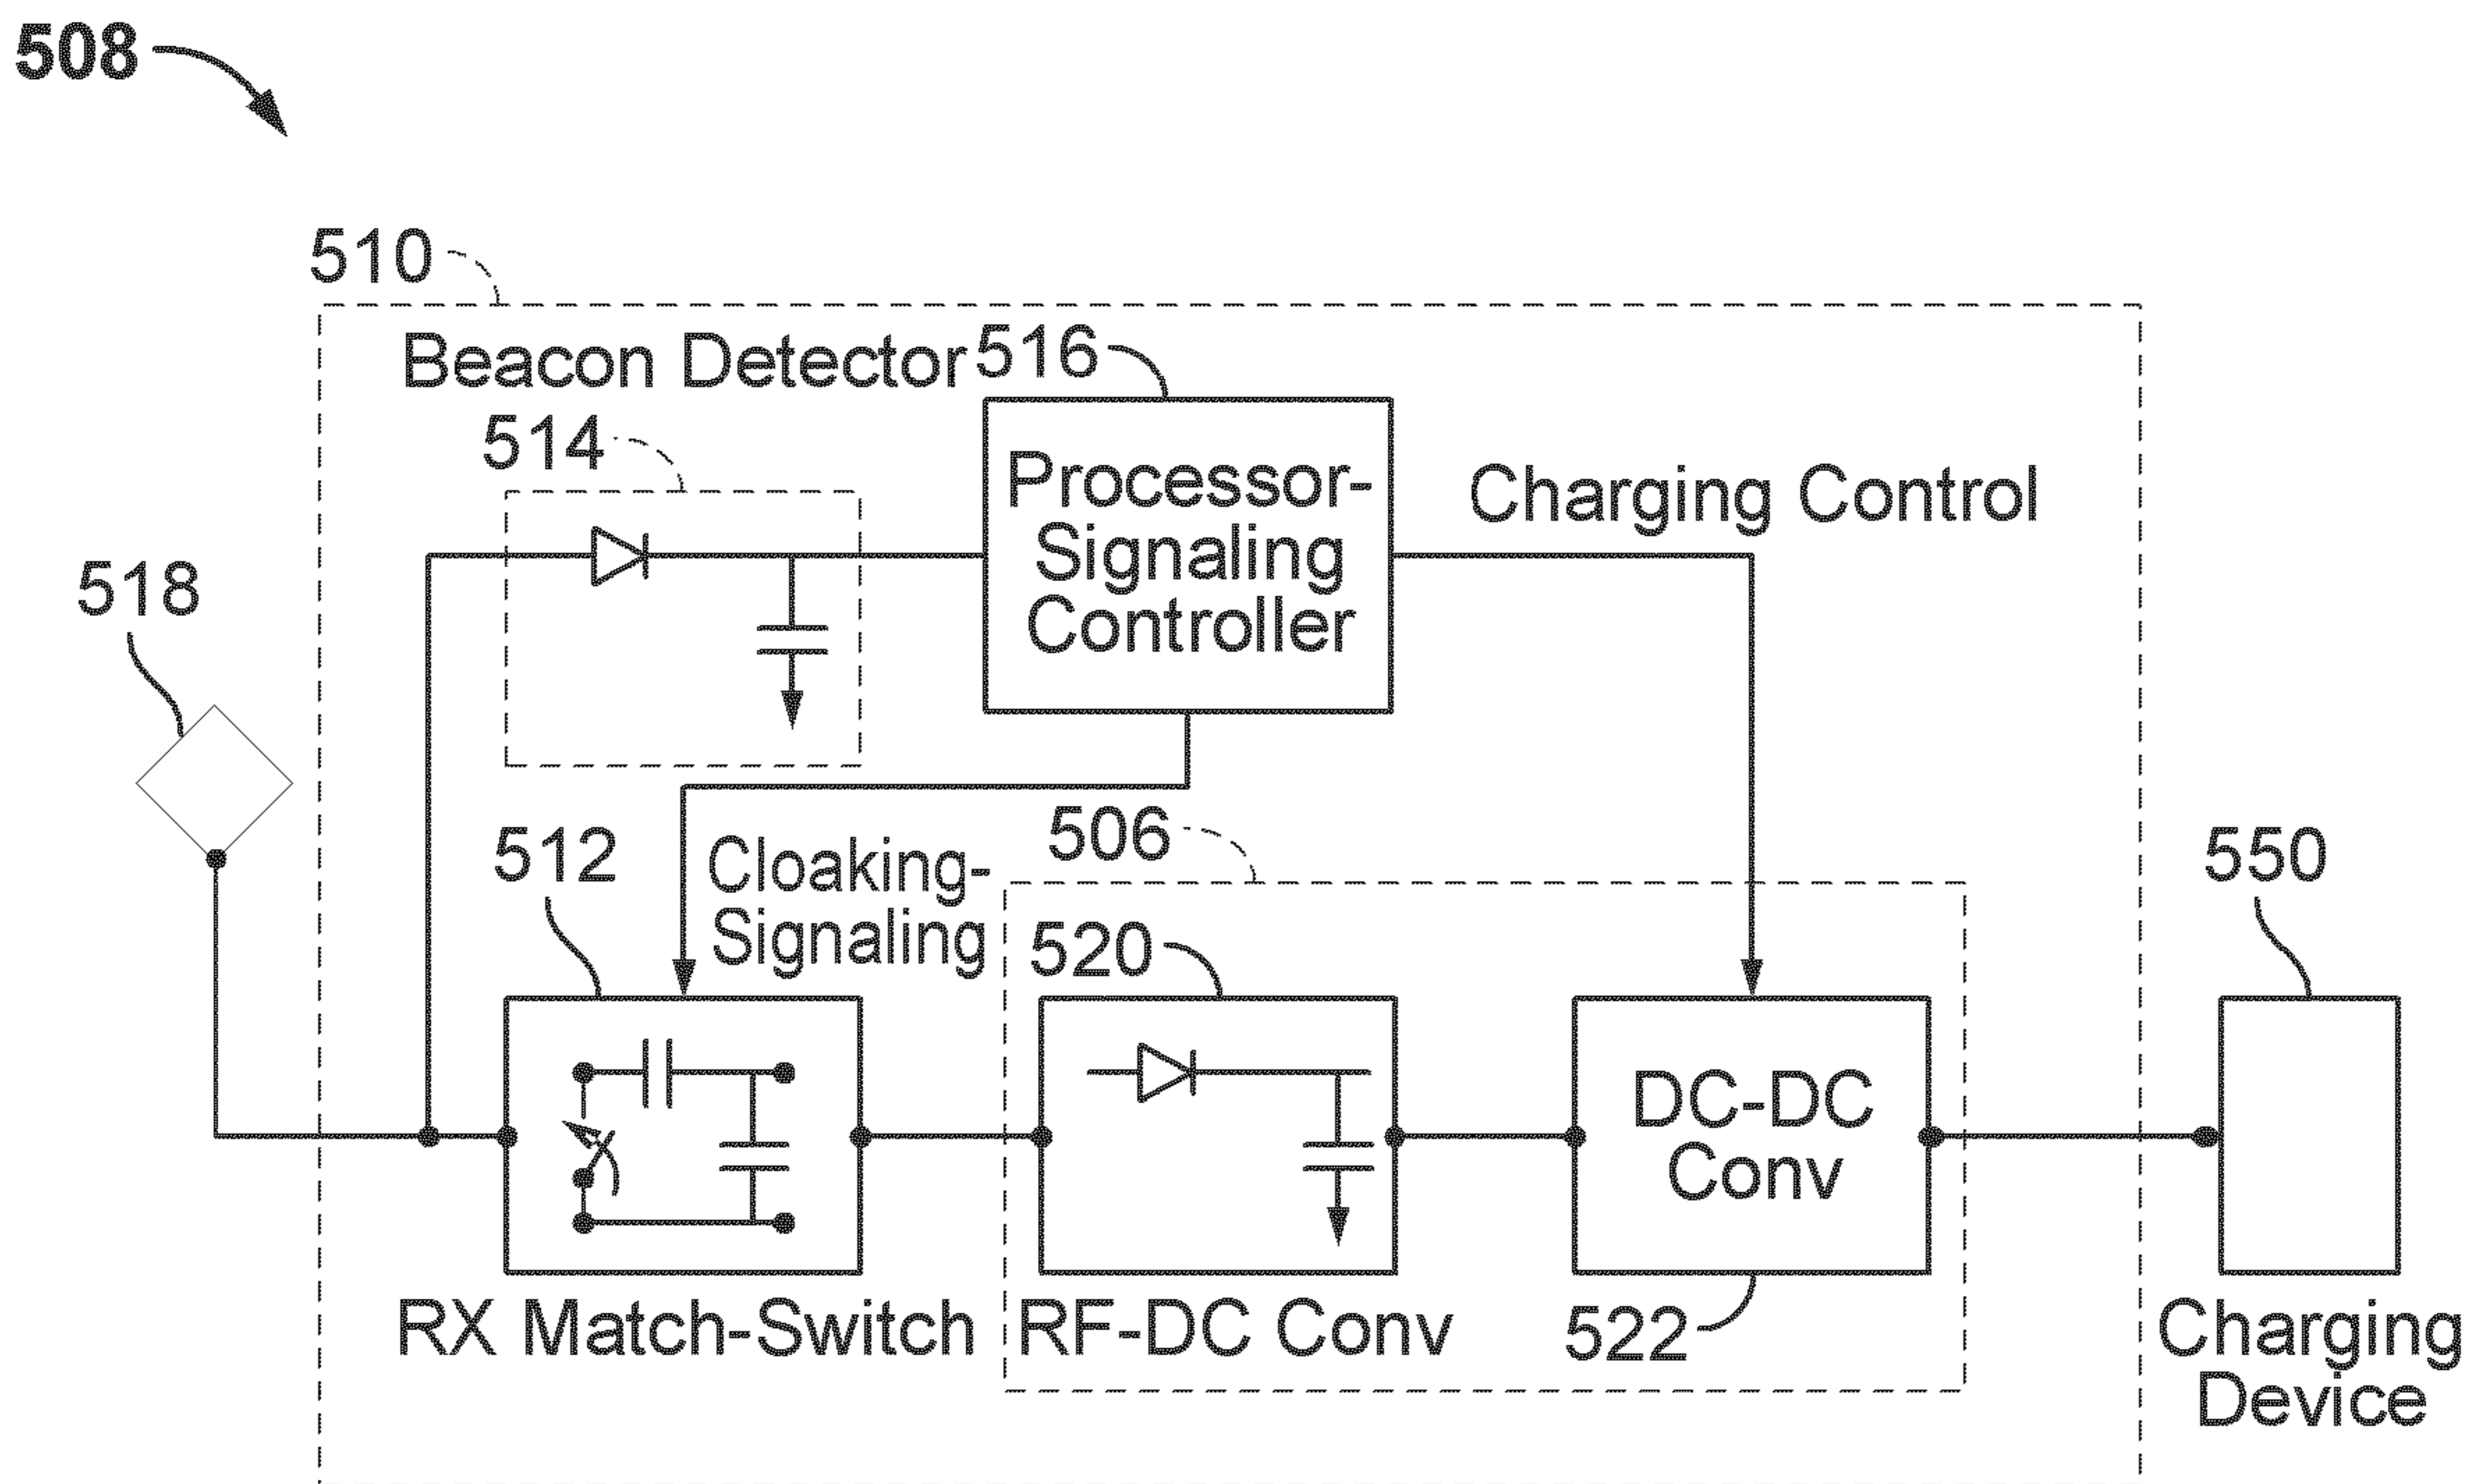 508
510
Beacon Detector
516
514
Processor-
Signaling
Controller
Charging Control
518
512
Cloaking-
Signaling
506
520
550
DC-DC
Conv
RX Match-Switch
RF-DC Conv
522
Charging
Device